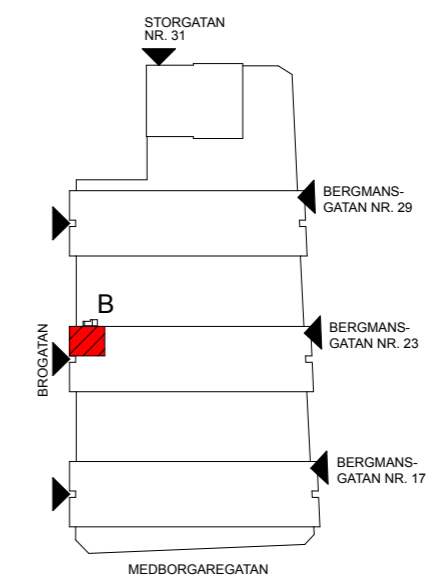 STORGATAN
NR. 31
BERGMANS-
GATAN NR. 29
B
BROGATAN
BERGMANS-
GATAN NR. 23
BERGMANS-
GATAN NR. 17
MEDBORGAREGATAN